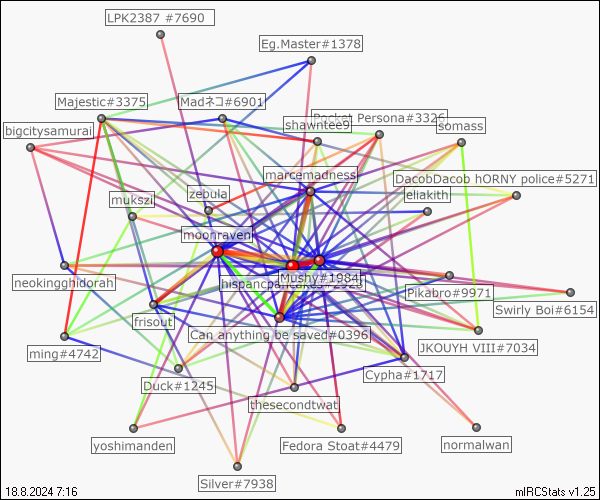 LPK2387 #7690
Eg.Master#1378
Majestic#3375
Madネコ#6901
Pocket Persona#3326
shawntee9
somass
bigcitysamurai
marcemadness
DacobDacob hORNY police#5271
mukszi
zebula
eliakith
moonraven
neokingghidorah
Mushy#1984
Pikabro#9971
Swirly Boi#6154
frisout
Can anything be saved#0396
JKOUYH VIII#7034
ming#4742
Cypha#1717
Duck#1245
thesecondtwat
yoshimanden
Fedora Stoat#4479
normalwan
Silver#7938
18.8.2024 7:16
mIRCStats v1.25